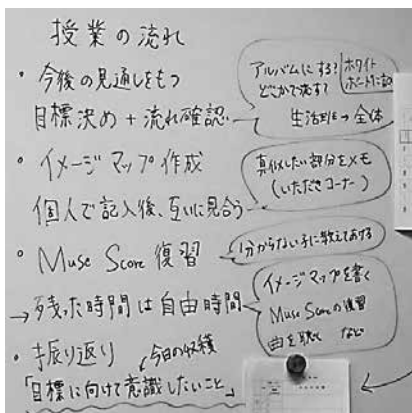 授業の流れ
・今後の見通しをもつ
目標決め + 流れ確認
アルバムにする?
どこかで流す?
ホワイト
ボードに
生活班→全体
・イメージマップ作成
個人で記入後、互いに見合う
真似したい部分をメモ
(いただきコーナー)
・Muse Score 復習
分からない子に教えてあげる
→残った時間は自由時間
イメージマップを書く
Muse Scoreの復習
曲を聴く など
・振り返り
今日の収穫
「目標に向けて意識したいこと」